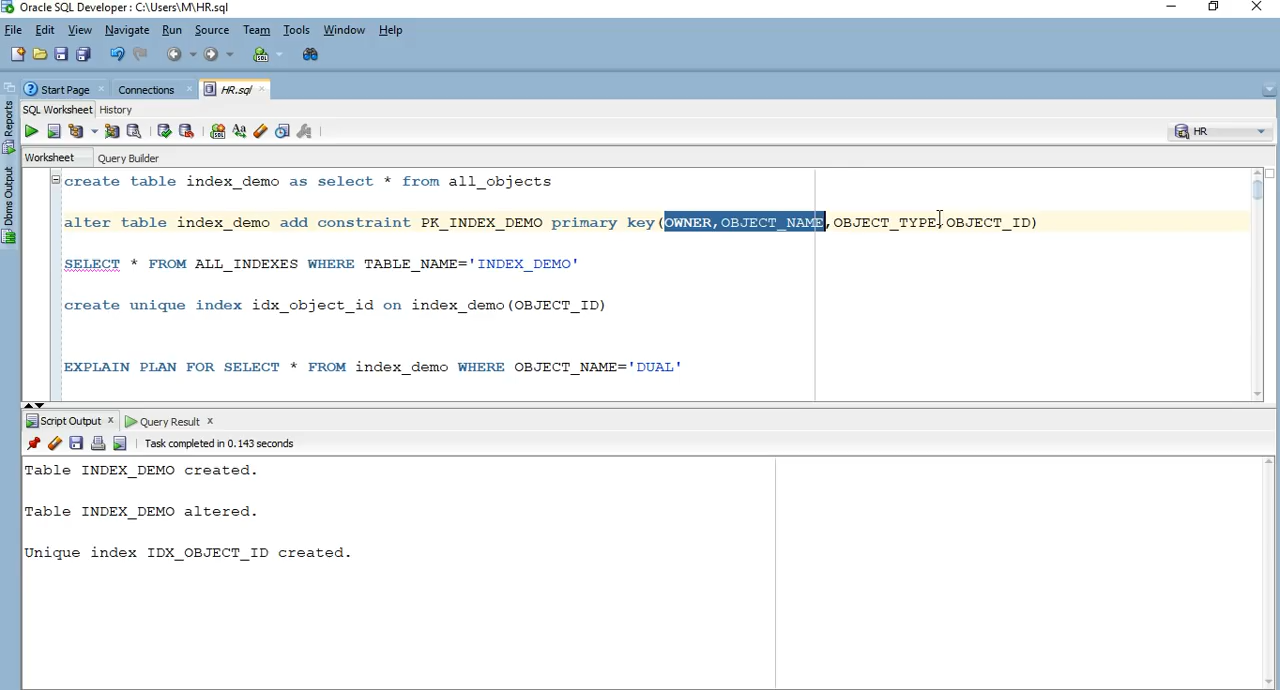 Oracle SQL Developer : C:\Users\M\HR.sql
File Edit View Navigate Run Source Team Tools Window Help
Start Page Connections HR.sql
SQL Worksheet History
HR
Worksheet Query Builder
Reports
Dbms Output
create table index_demo as select * from all_objects
alter table index_demo add constraint PK_INDEX_DEMO primary key(OWNER,OBJECT_NAME,OBJECT_TYPE,OBJECT_ID)
SELECT * FROM ALL_INDEXES WHERE TABLE_NAME='INDEX_DEMO'
create unique index idx_object_id on index_demo(OBJECT_ID)
EXPLAIN PLAN FOR SELECT * FROM index_demo WHERE OBJECT_NAME='DUAL'
Script Output x Query Result x
Task completed in 0.143 seconds
Table INDEX_DEMO created.
Table INDEX_DEMO altered.
Unique index IDX_OBJECT_ID created.